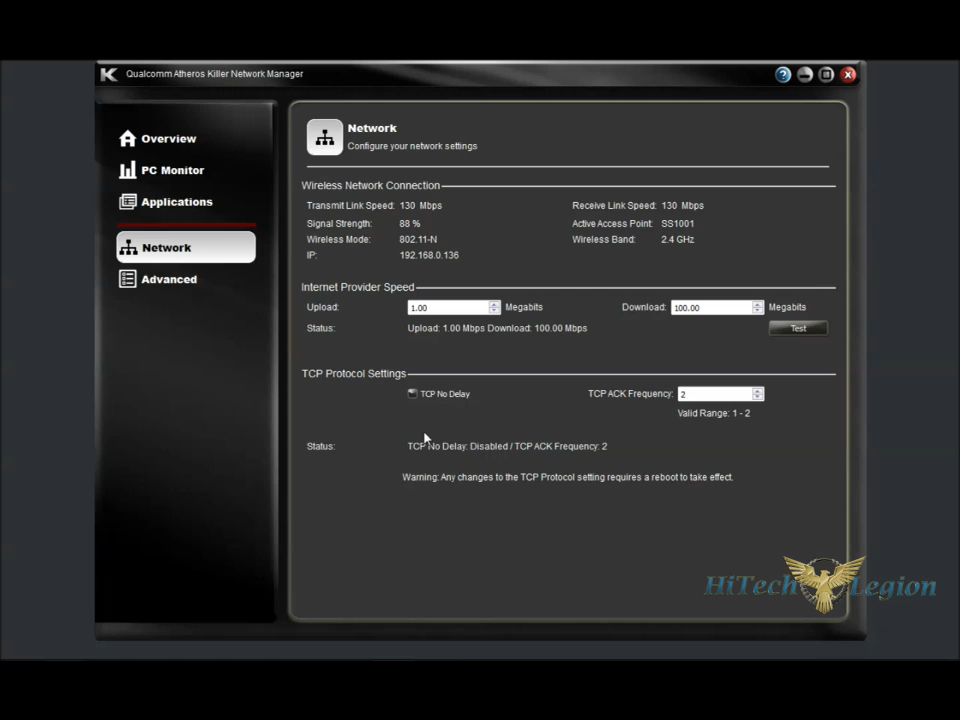 Qualcomm Atheros Killer Network Manager
Overview
PC Monitor
Applications
Network
Advanced
Network
Configure your network settings
Wireless Network Connection
Transmit Link Speed: 130 Mbps Receive Link Speed: 130 Mbps
Signal Strength: 88 % Active Access Point: SS1001
Wireless Mode: 802.11-N Wireless Band: 2.4 GHz
IP: 192.168.0.136
Internet Provider Speed
Upload: 1.00 Megabits Download: 100.00 Megabits
Status: Upload: 1.00 Mbps Download: 100.00 Mbps Test
TCP Protocol Settings
TCP No Delay TCP ACK Frequency: 2
Valid Range: 1 - 2
Status: TCP No Delay: Disabled / TCP ACK Frequency: 2
Warning: Any changes to the TCP Protocol setting requires a reboot to take effect.
HiTech Legion